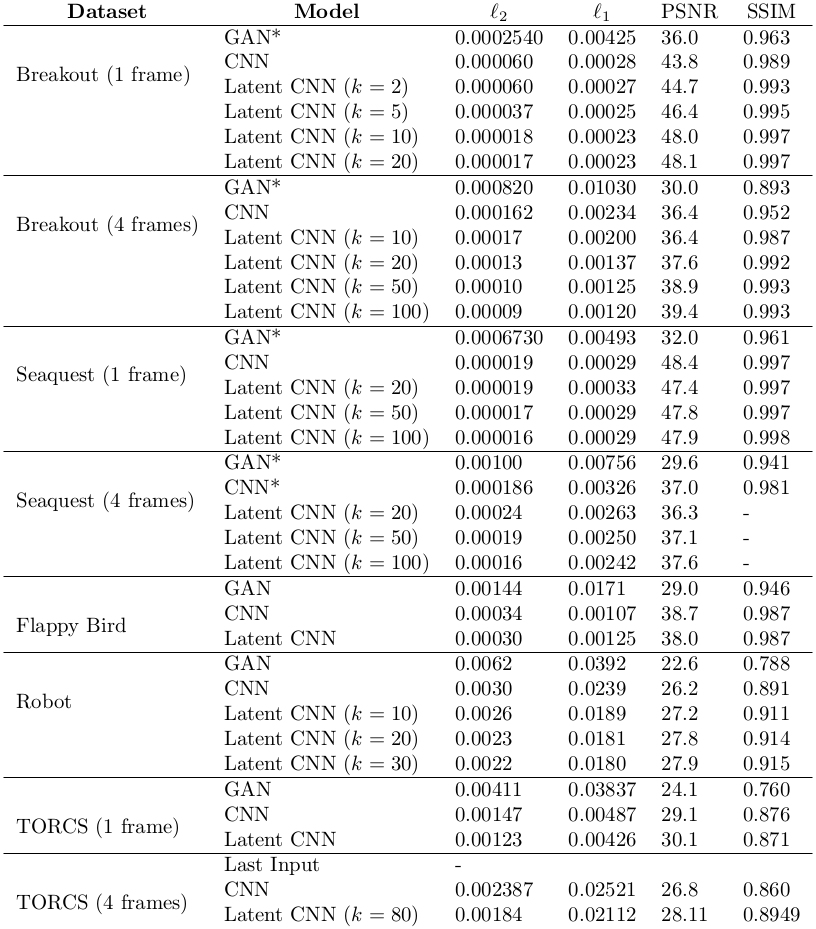 Dataset Model ℓ2 ℓ1 PSNR SSIM
GAN* 0.0002540 0.00425 36.0 0.963
CNN 0.000060 0.00028 43.8 0.989
Breakout (1 frame)
Latent CNN (k = 2) 0.000060 0.00027 44.7 0.993
Latent CNN (k = 5) 0.000037 0.00025 46.4 0.995
Latent CNN (k = 10) 0.000018 0.00023 48.0 0.997
Latent CNN (k = 20) 0.000017 0.00023 48.1 0.997
GAN* 0.000820 0.01030 30.0 0.893
CNN 0.000162 0.00234 36.4 0.952
Breakout (4 frames)
Latent CNN (k = 10) 0.00017 0.00200 36.4 0.987
Latent CNN (k = 20) 0.00013 0.00137 37.6 0.992
Latent CNN (k = 50) 0.00010 0.00125 38.9 0.993
Latent CNN (k = 100) 0.00009 0.00120 39.4 0.993
GAN* 0.0006730 0.00493 32.0 0.961
CNN 0.000019 0.00029 48.4 0.997
Seaquest (1 frame)
Latent CNN (k = 20) 0.000019 0.00033 47.4 0.997
Latent CNN (k = 50) 0.000017 0.00029 47.8 0.997
Latent CNN (k = 100) 0.000016 0.00029 47.9 0.998
GAN* 0.00100 0.00756 29.6 0.941
CNN* 0.000186 0.00326 37.0 0.981
Seaquest (4 frames)
Latent CNN (k = 20) 0.00024 0.00263 36.3 -
Latent CNN (k = 50) 0.00019 0.00250 37.1 -
Latent CNN (k = 100) 0.00016 0.00242 37.6 -
GAN 0.00144 0.0171 29.0 0.946
CNN 0.00034 0.00107 38.7 0.987
Flappy Bird
Latent CNN 0.00030 0.00125 38.0 0.987
GAN 0.0062 0.0392 22.6 0.788
CNN 0.0030 0.0239 26.2 0.891
Robot
Latent CNN (k = 10) 0.0026 0.0189 27.2 0.911
Latent CNN (k = 20) 0.0023 0.0181 27.8 0.914
Latent CNN (k = 30) 0.0022 0.0180 27.9 0.915
GAN 0.00411 0.03837 24.1 0.760
CNN 0.00147 0.00487 29.1 0.876
TORCS (1 frame)
Latent CNN 0.00123 0.00426 30.1 0.871
Last Input -
CNN 0.002387 0.02521 26.8 0.860
TORCS (4 frames)
Latent CNN (k = 80) 0.00184 0.02112 28.11 0.8949